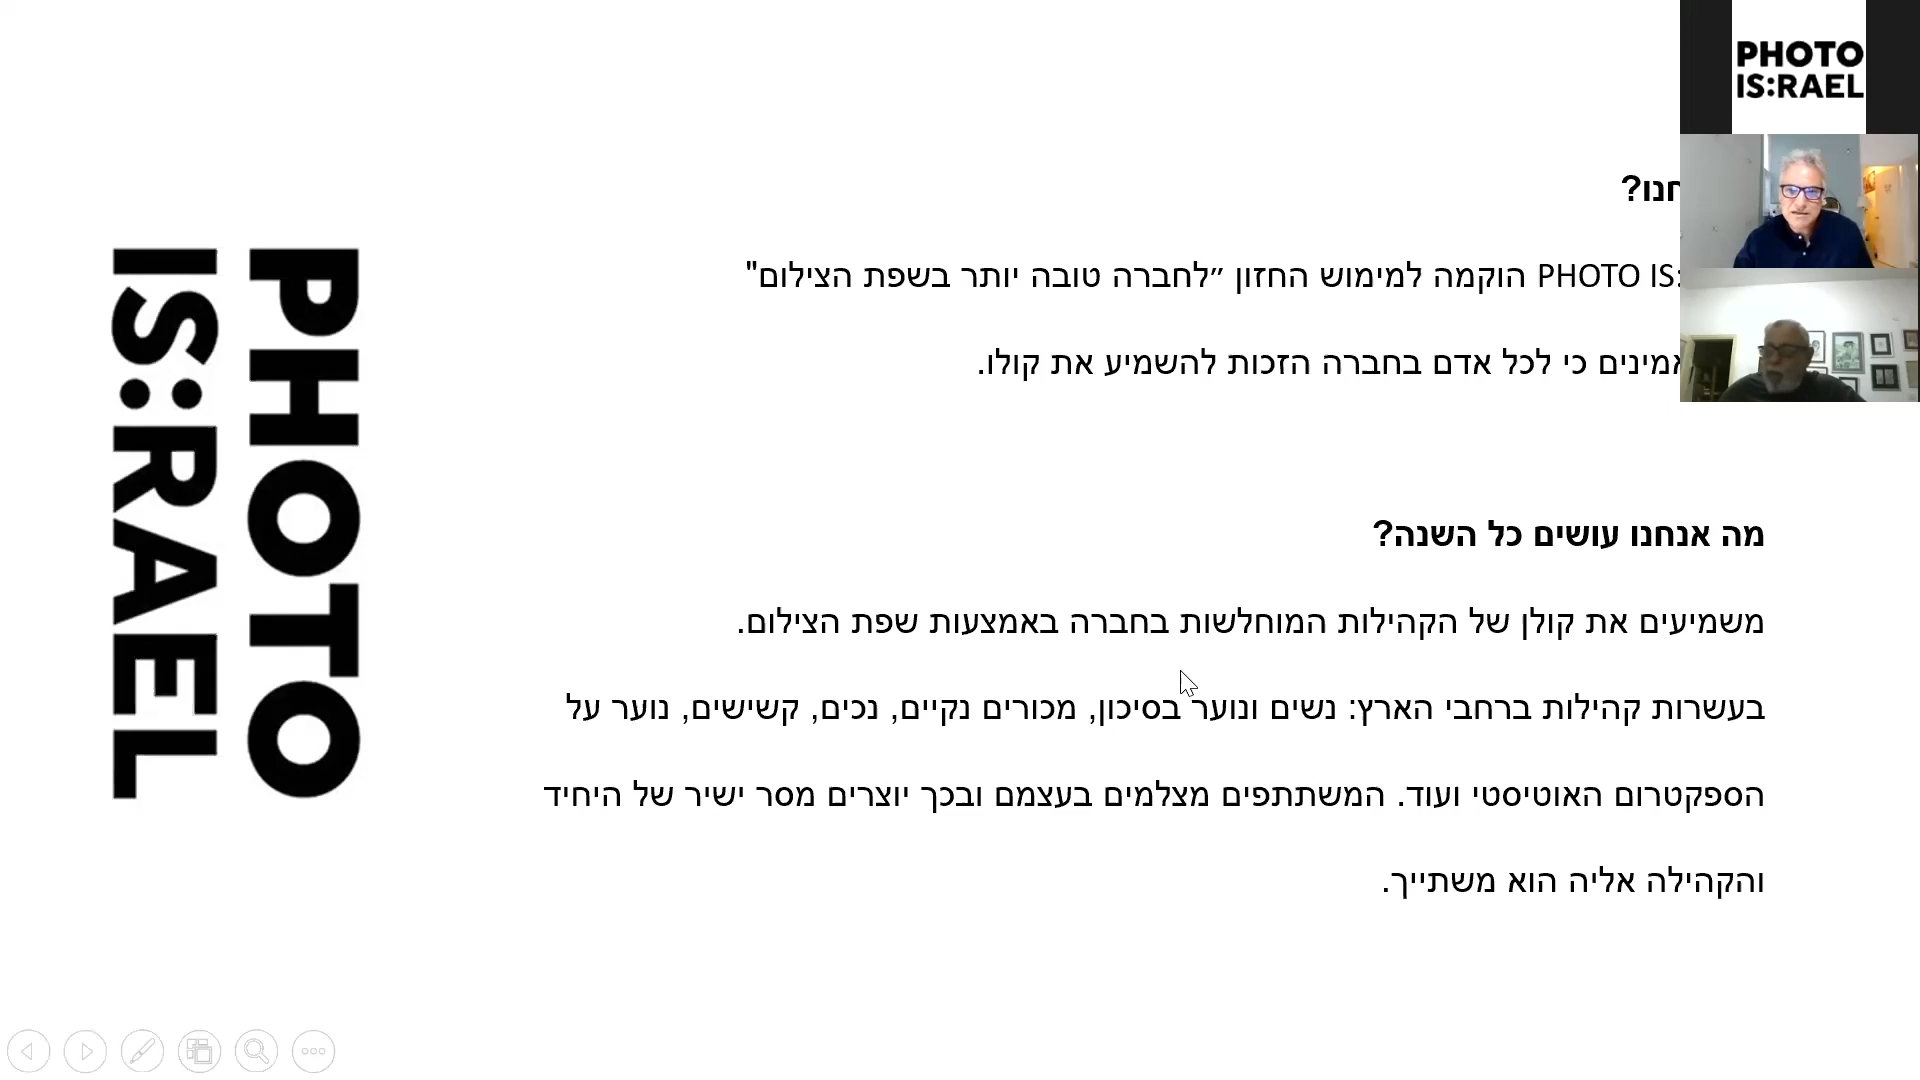 PHOTO
IS:RAEL
PHOTO IS: הוקמה למימוש החזון ״לחברה טובה יותר בשפת הצילום"
כי לכל אדם בחברה הזכות להשמיע את קולו.
מה אנחנו עושים כל השנה?
משמיעים את קולן של הקהילות המוחלשות בחברה באמצעות שפת הצילום.
בעשרות קהילות ברחבי הארץ: נשים ונוער בסיכון, מכורים נקיים, נכים, קשישים, נוער על
הספקטרום האוטיסטי ועוד. המשתתפים מצלמים בעצמם ובכך יוצרים מסר ישיר של היחיד
והקהילה אליה הוא משתייך.
PHOTO
IS:RAEL